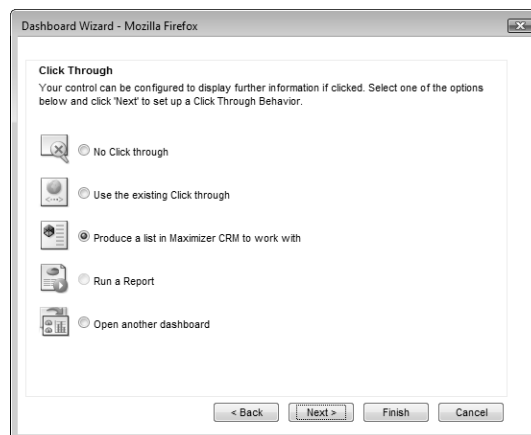 Dashboard Wizard - Mozilla Firefox
Click Through
Your control can be configured to display further information if clicked. Select one of the options
below and click 'Next' to set up a Click Through Behavior.
No Click through
Use the existing Click through
Produce a list in Maximizer CRM to work with
Run a Report
Open another dashboard
< Back Next > Finish Cancel